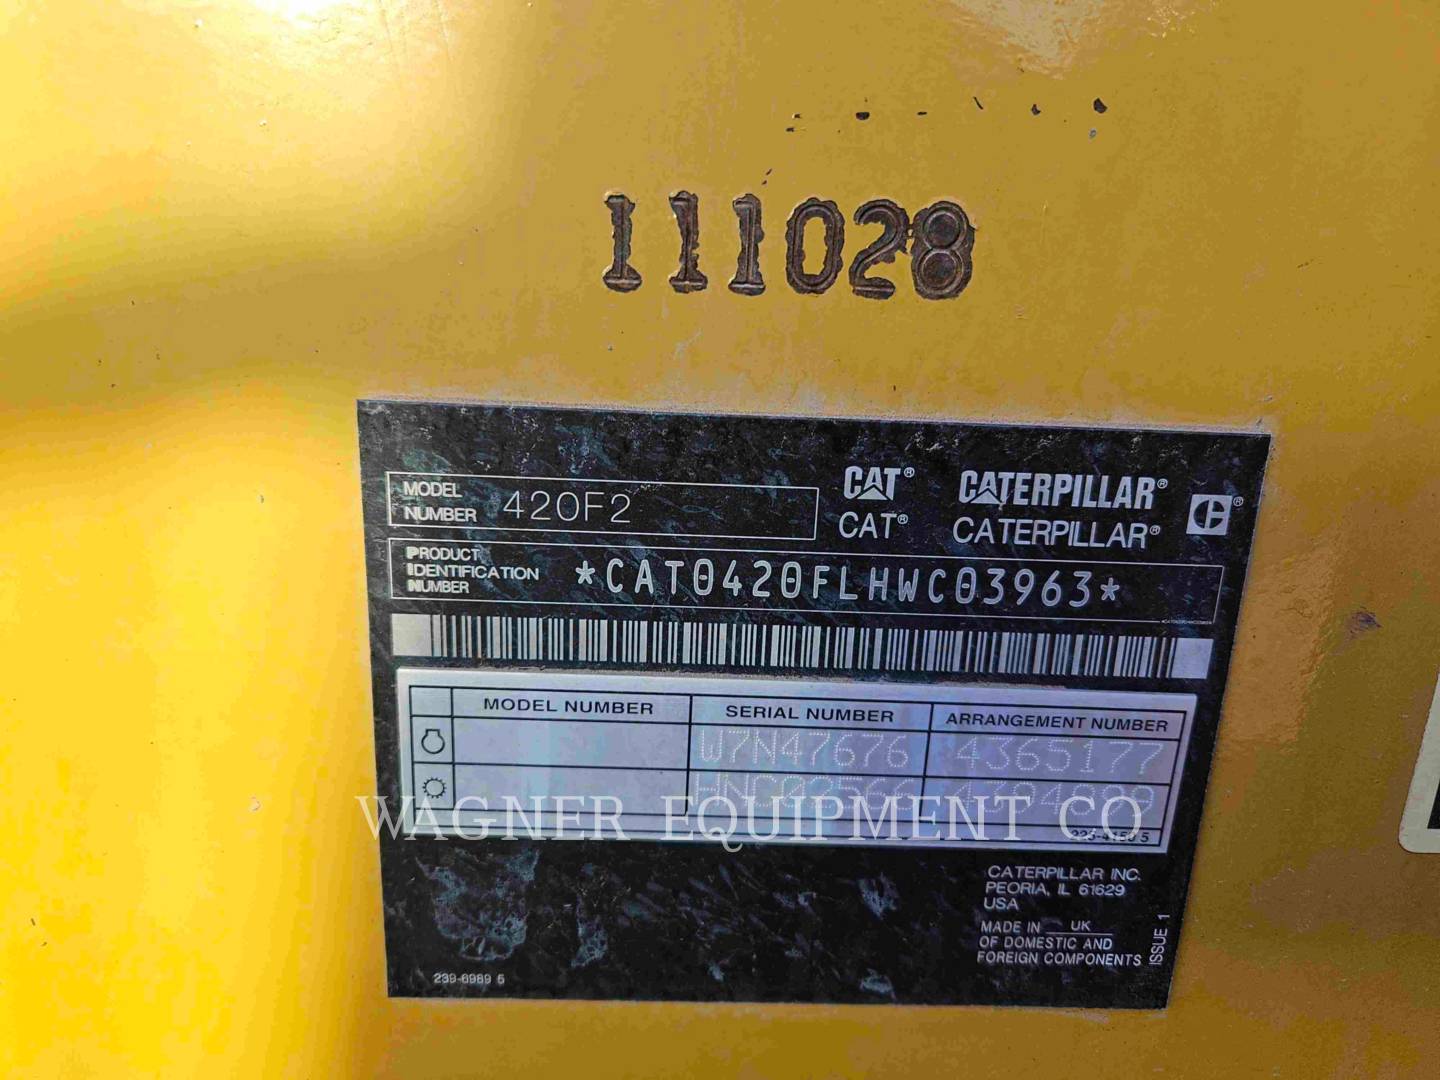 111028
MODEL NUMBER 420F2
CAT® CATERPILLAR®
CAT® CATERPILLAR®
PRODUCT IDENTIFICATION NUMBER *CAT0420FLHWC03963*
MODEL NUMBER SERIAL NUMBER ARRANGEMENT NUMBER
W7N47676 4365177
WAGNER EQUIPMENT CO
CATERPILLAR INC.
PEORIA, IL 61629
USA
MADE IN UK
OF DOMESTIC AND
FOREIGN COMPONENTS
ISSUE 1
239-6989 5